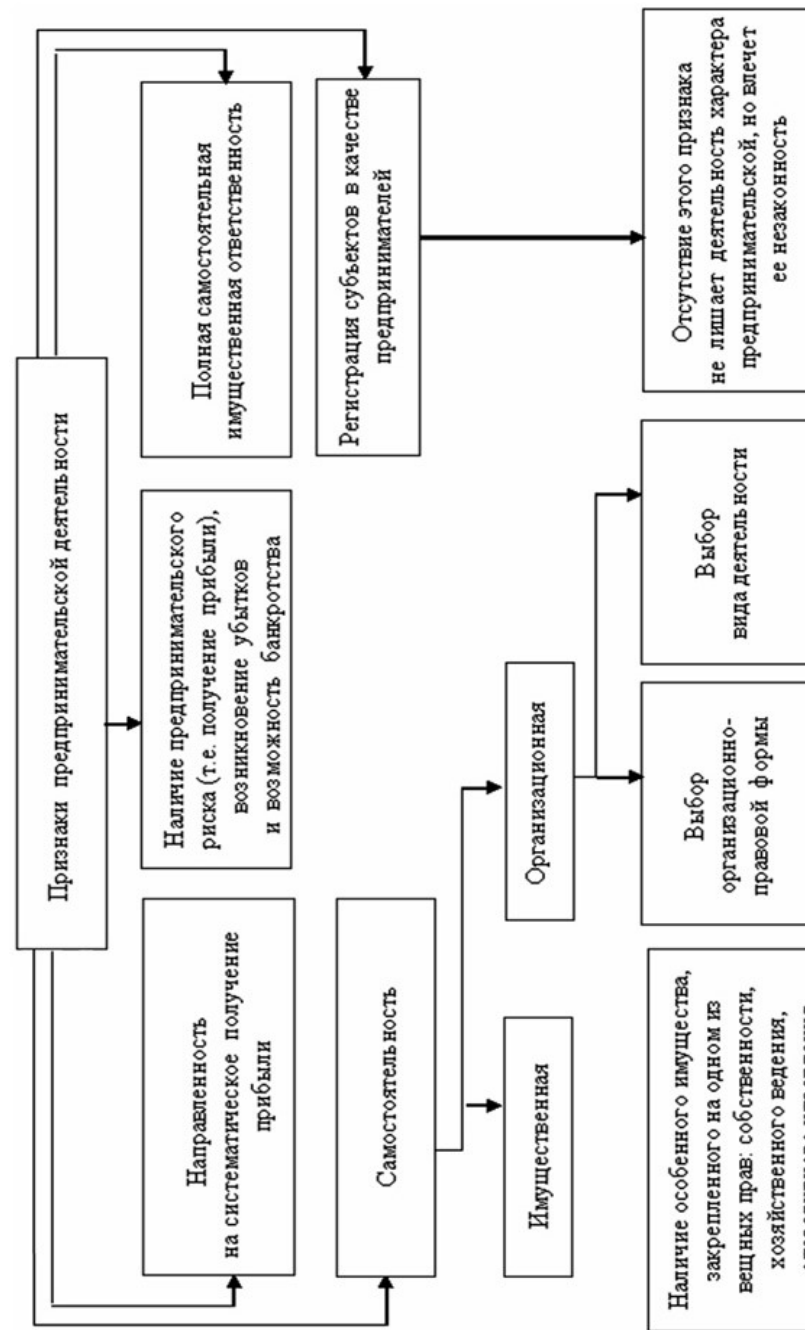 Признаки предпринимательской деятельности
Направленность
на систематическое получение
прибыли
Наличие предпринимательского
риска (т.е. получение прибыли),
возникновение убытков
и возможность банкротства
Полная самостоятельная
имущественная ответственность
Самостоятельность
Регистрация субъектов в качестве
предпринимателей
Имущественная
Организационная
Наличие особенного имущества,
закрепленного на одном из
вещных прав: собственности,
хозяйственного ведения,
Выбор
организационно-
правовой формы
Выбор
вида деятельности
Отсутствие этого признака
не лишает деятельность характера
предпринимательской, но влечет
ее незаконность